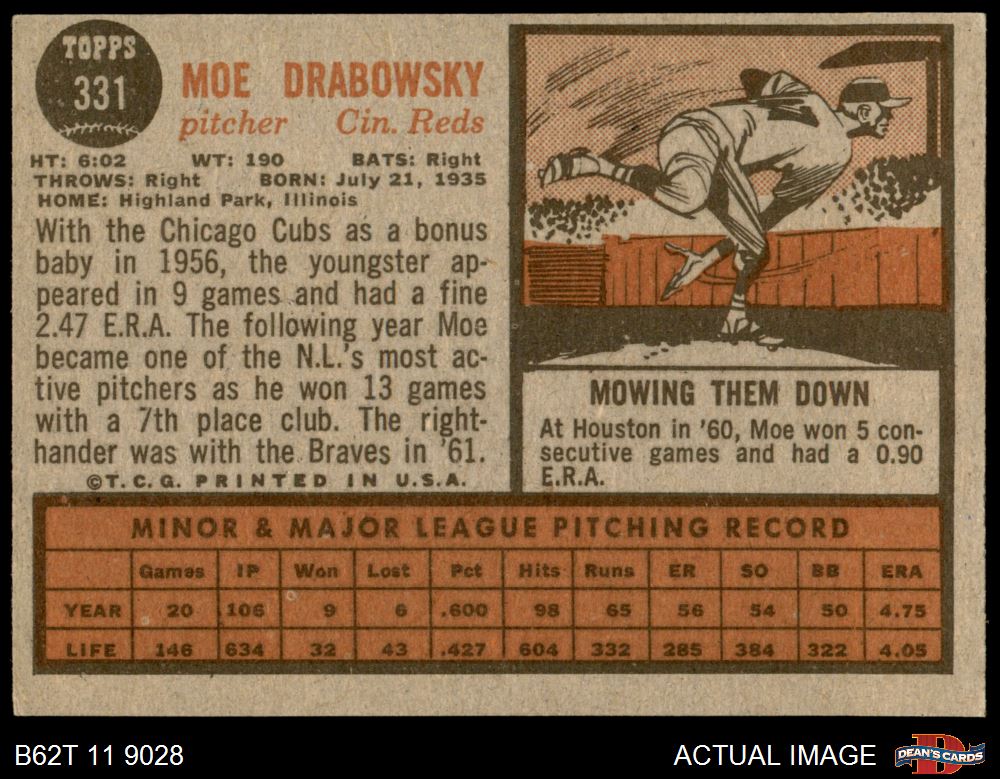 TOPPS
331
MOE DRABOWSKY
pitcher Cin. Reds
HT: 6:02 WT: 190 BATS: Right
THROWS: Right BORN: July 21, 1935
HOME: Highland Park, Illinois
With the Chicago Cubs as a bonus
baby in 1956, the youngster ap-
peared in 9 games and had a fine
2.47 E.R.A. The following year Moe
became one of the N.L.'s most ac-
tive pitchers as he won 13 games
with a 7th place club. The right-
hander was with the Braves in '61.
©T.C.G. PRINTED IN U.S.A.
MOWING THEM DOWN
At Houston in '60, Moe won 5 con-
secutive games and had a 0.90
E.R.A.
MINOR & MAJOR LEAGUE PITCHING RECORD
Games IP Won Lost Pct Hits Runs ER SO BB ERA
YEAR 20 106 9 6 .600 98 65 56 54 50 4.75
LIFE 146 634 32 43 .427 604 332 285 384 322 4.05
B62T 11 9028 ACTUAL IMAGE DEAN'S CARDS